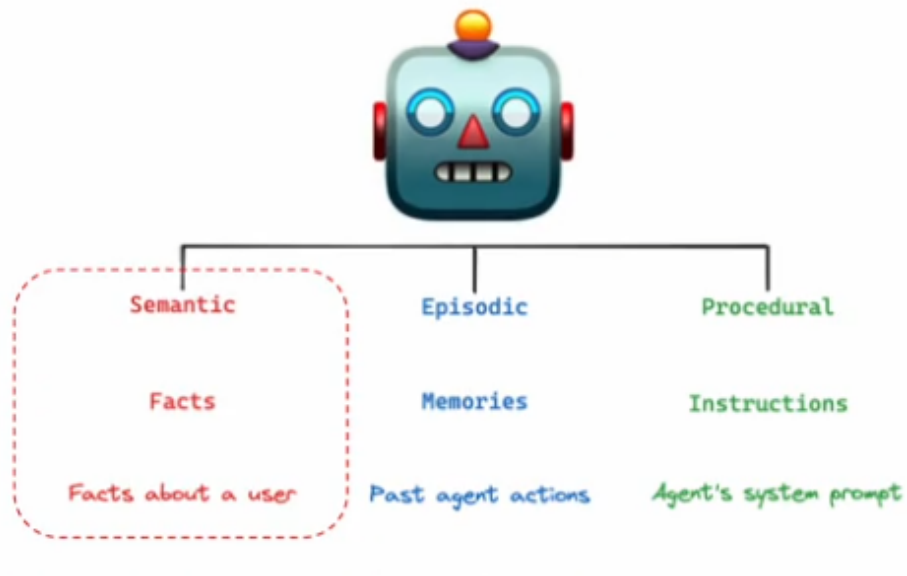 Semantic
Episodic
Procedural
Facts
Memories
Instructions
Facts about a user
Past agent actions
Agent's system prompt